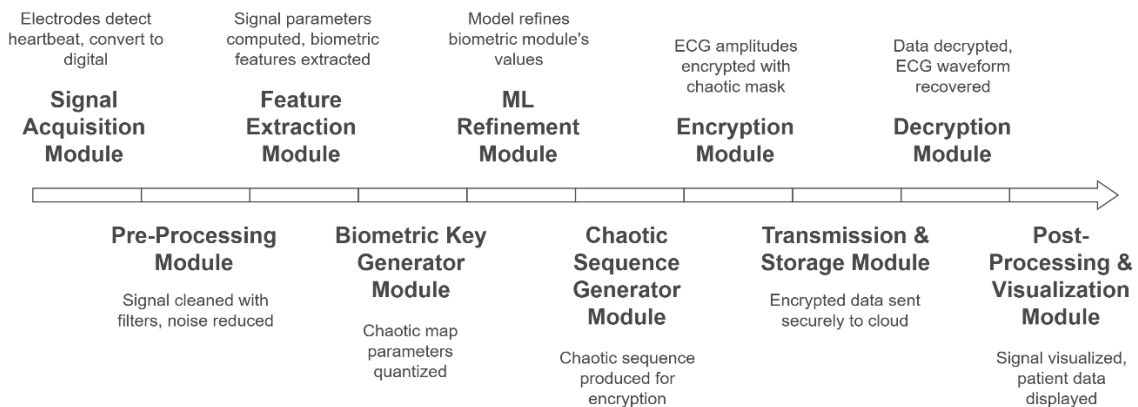 Electrodes detect
heartbeat, convert to
digital
Signal
Acquisition
Module
Signal parameters
computed, biometric
features extracted
Feature
Extraction
Module
Model refines
biometric module's
values
ML
Refinement
Module
ECG amplitudes
encrypted with
chaotic mask
Encryption
Module
Data decrypted,
ECG waveform
recovered
Decryption
Module
Pre-Processing
Module
Signal cleaned with
filters, noise reduced
Biometric Key
Generator
Module
Chaotic map
parameters
quantized
Chaotic
Sequence
Generator
Module
Chaotic sequence
produced for
encryption
Transmission &
Storage Module
Encrypted data sent
securely to cloud
Post-
Processing &
Visualization
Module
Signal visualized,
patient data
displayed